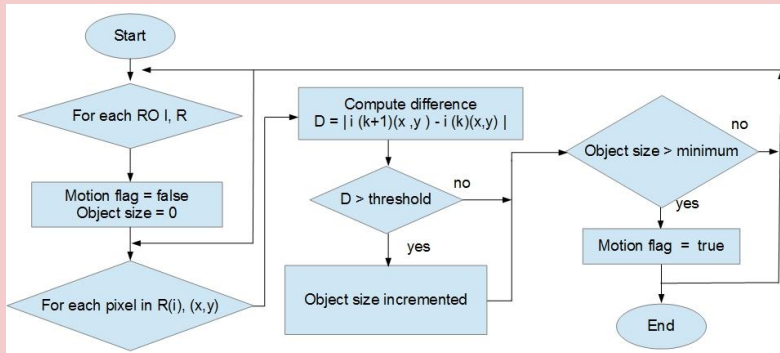 Start
For each RO I, R
Motion flag = false
Object size = 0
For each pixel in R(i), (x,y)
Compute difference
D = | i (k+1)(x ,y ) - i (k)(x,y) |
D > threshold
no
yes
Object size incremented
Object size > minimum
no
yes
Motion flag = true
End